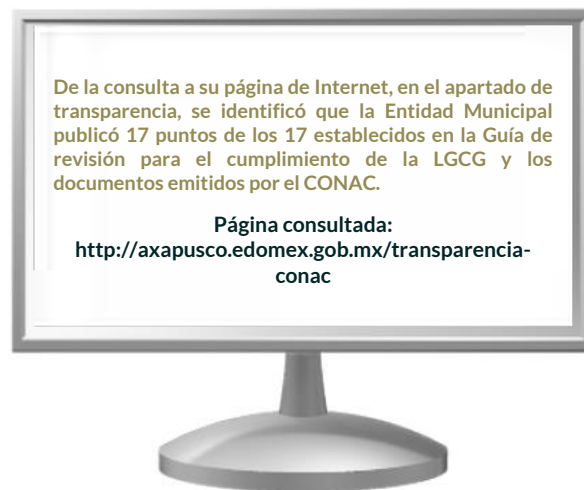 De la consulta a su página de Internet, en el apartado de
transparencia, se identificó que la Entidad Municipal
publicó 17 puntos de los 17 establecidos en la Guía de
revisión para el cumplimiento de la LGCG y los
documentos emitidos por el CONAC.
Página consultada:
http://axapusco.edomex.gob.mx/transparencia-
conac